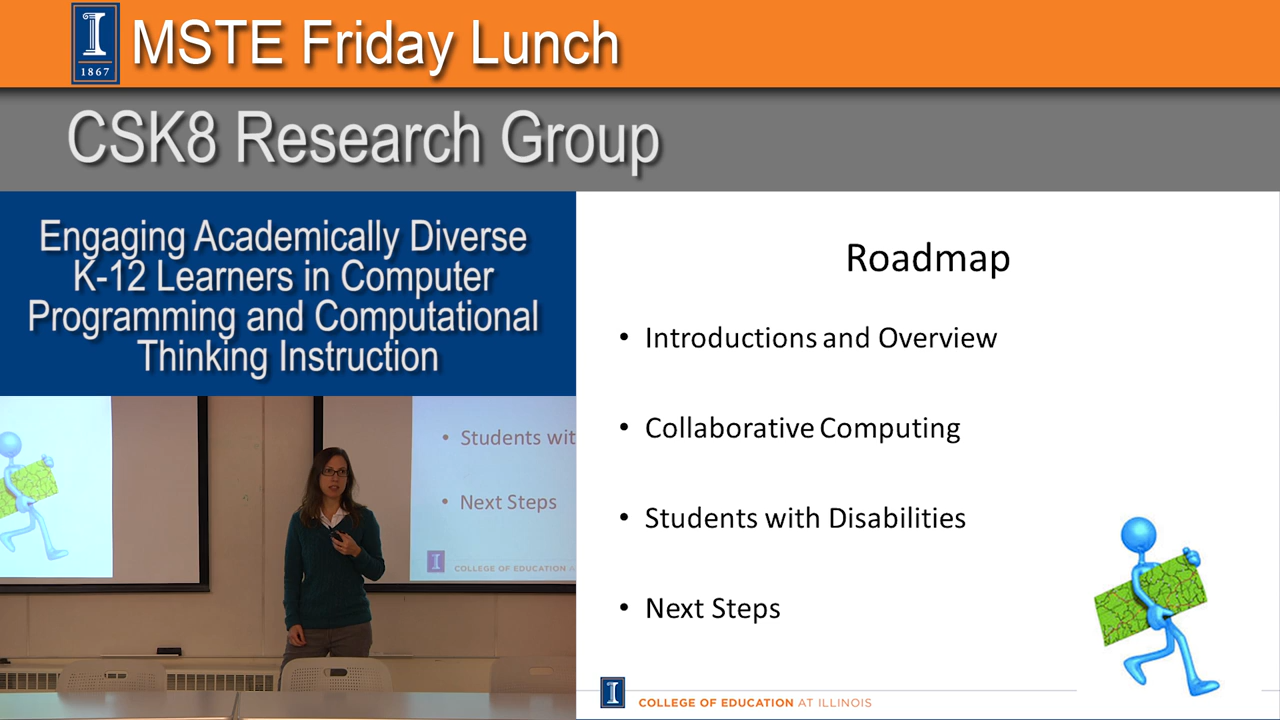 I
1867
MSTE Friday Lunch
CSK8 Research Group
Engaging Academically Diverse
K-12 Learners in Computer
Programming and Computational
Thinking Instruction
• Students wit
• Next Steps
I
COLLEGE OF EDUCATION
Roadmap
• Introductions and Overview
• Collaborative Computing
• Students with Disabilities
• Next Steps
I
COLLEGE OF EDUCATION AT ILLINOIS